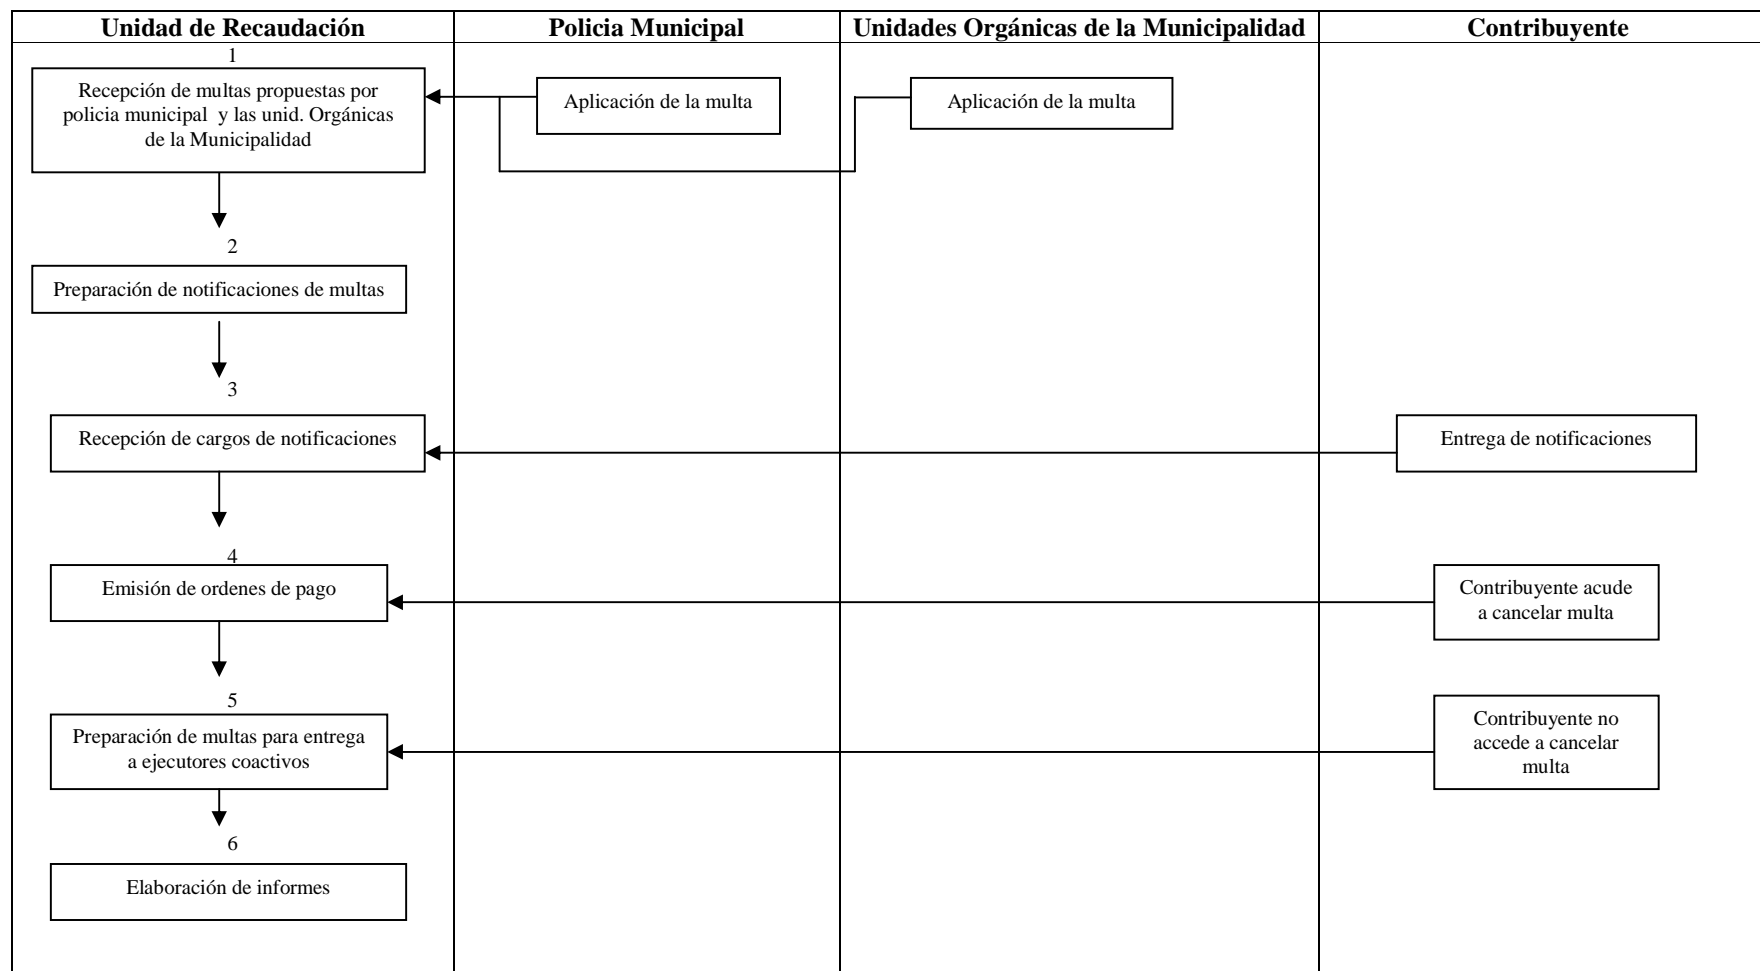 Unidad de Recaudación
Policia Municipal
Unidades Orgánicas de la Municipalidad
Contribuyente
1
Recepción de multas propuestas por
policia municipal y las unid. Orgánicas
de la Municipalidad
Aplicación de la multa
Aplicación de la multa
2
Preparación de notificaciones de multas
3
Recepción de cargos de notificaciones
Entrega de notificaciones
4
Emisión de ordenes de pago
Contribuyente acude
a cancelar multa
5
Preparación de multas para entrega
a ejecutores coactivos
Contribuyente no
accede a cancelar
multa
6
Elaboración de informes